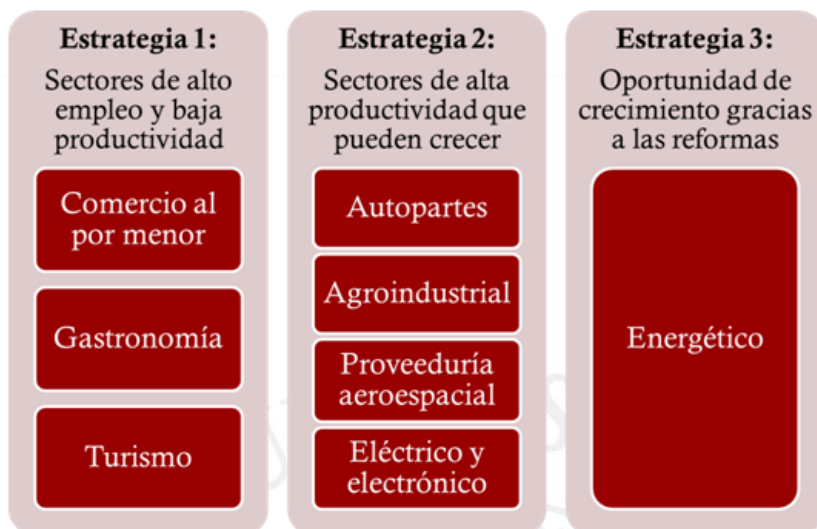 Estrategia 1:
Sectores de alto
empleo y baja
productividad
Comercio al
por menor
Gastronomía
Turismo
Estrategia 2:
Sectores de alta
productividad que
pueden crecer
Autopartes
Agroindustrial
Proveeduría
aeroespacial
Eléctrico y
electrónico
Estrategia 3:
Oportunidad de
crecimiento gracias
a las reformas
Energético